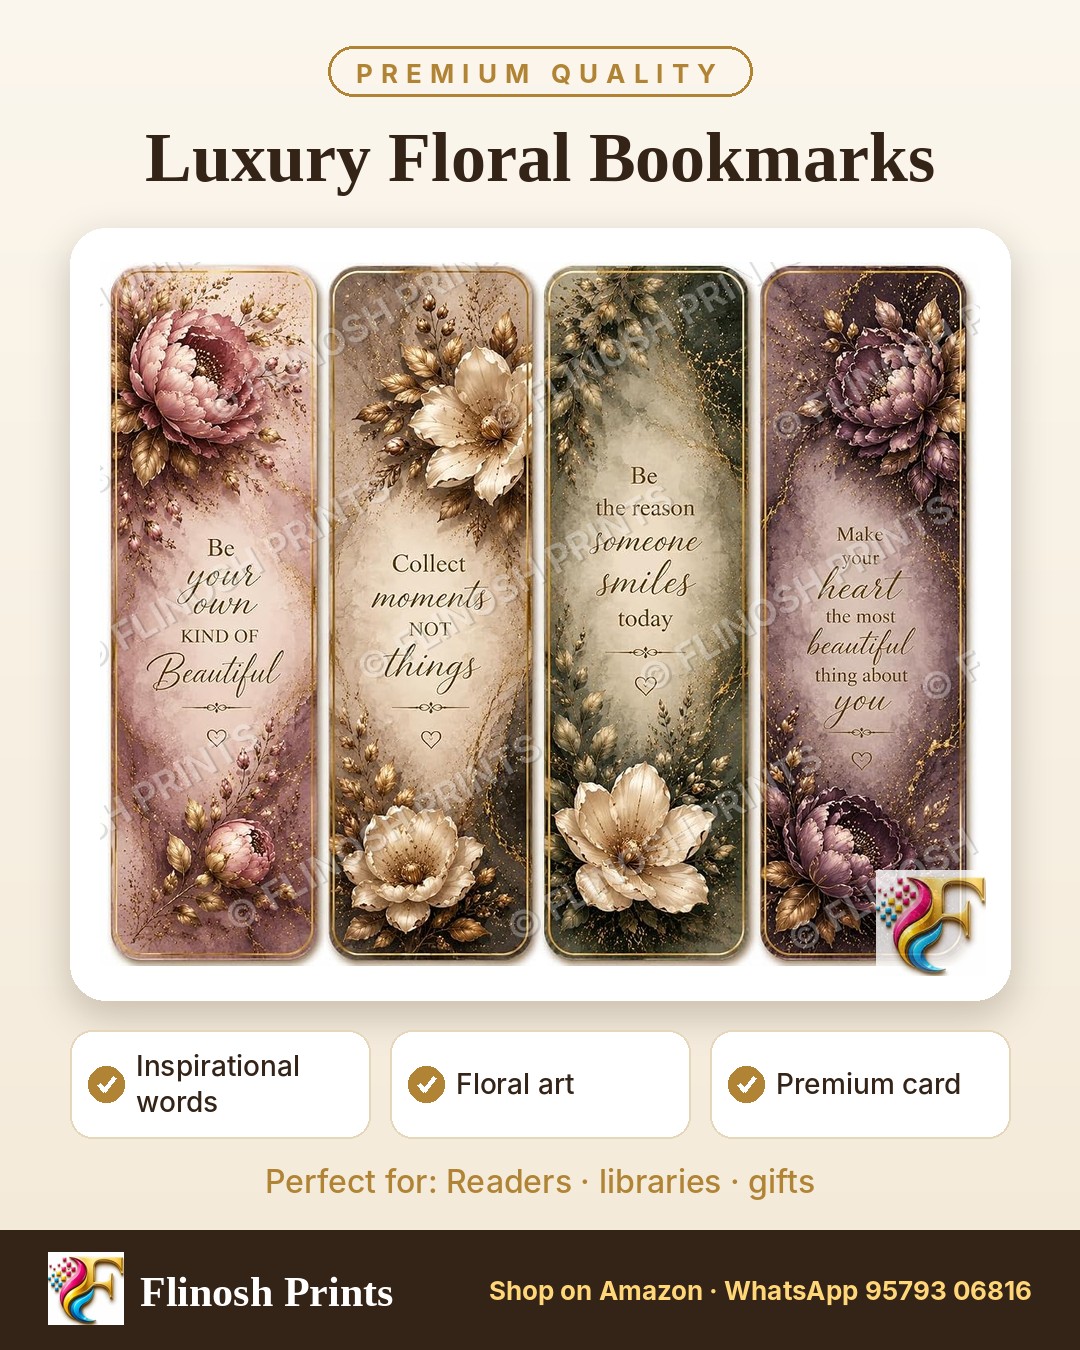 PREMIUM QUALITY
Luxury Floral Bookmarks
Be
your
own
KIND OF
Beautiful
Collect
moments
NOT
things
Be
the reason
someone
smiles
today
Make
your
heart
the most
beautiful
thing about
you
© FLINOSH PRINTS
Inspirational
words
Floral art
Premium card
Perfect for: Readers · libraries · gifts
Flinosh Prints
Shop on Amazon · WhatsApp 95793 06816